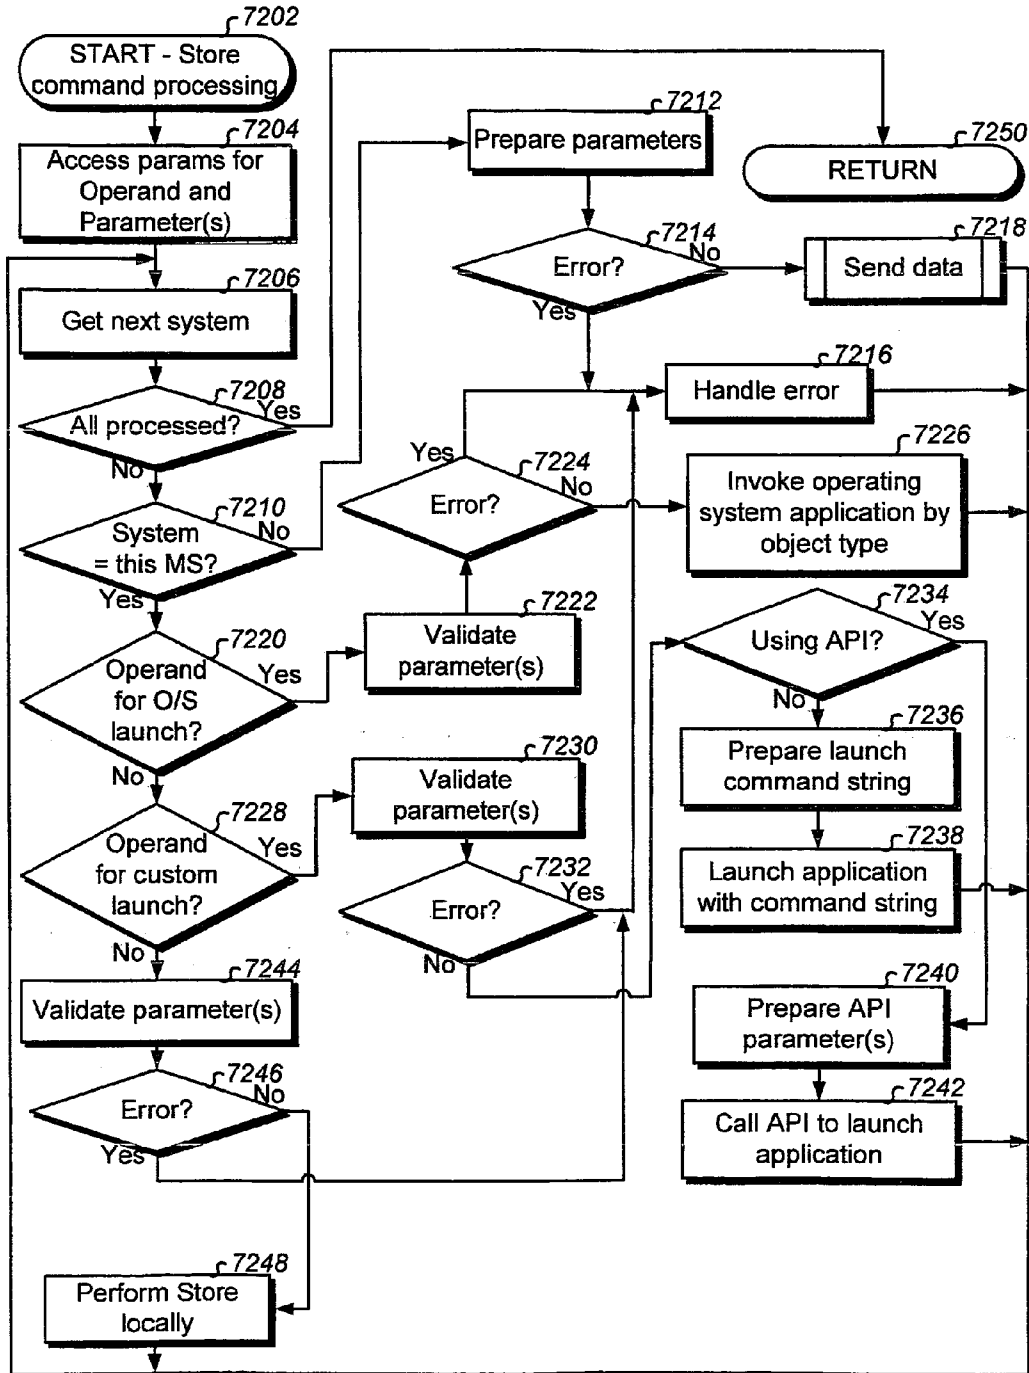 7202
START - Store
command processing
7204
Access params for
Operand and
Parameter(s)
7206
Get next system
7208
All processed?
Yes
No
7210
System
= this MS?
No
Yes
7212
Prepare parameters
7214
Error?
No
Yes
7250
RETURN
7218
Send data
7216
Handle error
7220
Operand
for O/S
launch?
Yes
No
7222
Validate
parameter(s)
7224
Error?
Yes
No
7226
Invoke operating
system application by
object type
7228
Operand
for custom
launch?
Yes
No
7230
Validate
parameter(s)
7232
Error?
Yes
No
7234
Using API?
Yes
No
7236
Prepare launch
command string
7238
Launch application
with command string
7240
Prepare API
parameter(s)
7242
Call API to launch
application
7244
Validate parameter(s)
7246
Error?
No
Yes
7248
Perform Store
locally